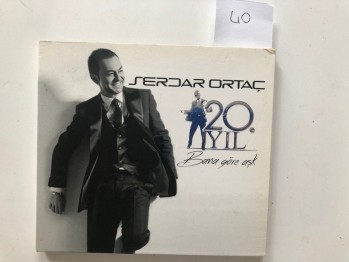 40
SERDAR ORTAÇ
20.
YIL
Bana göre aşk